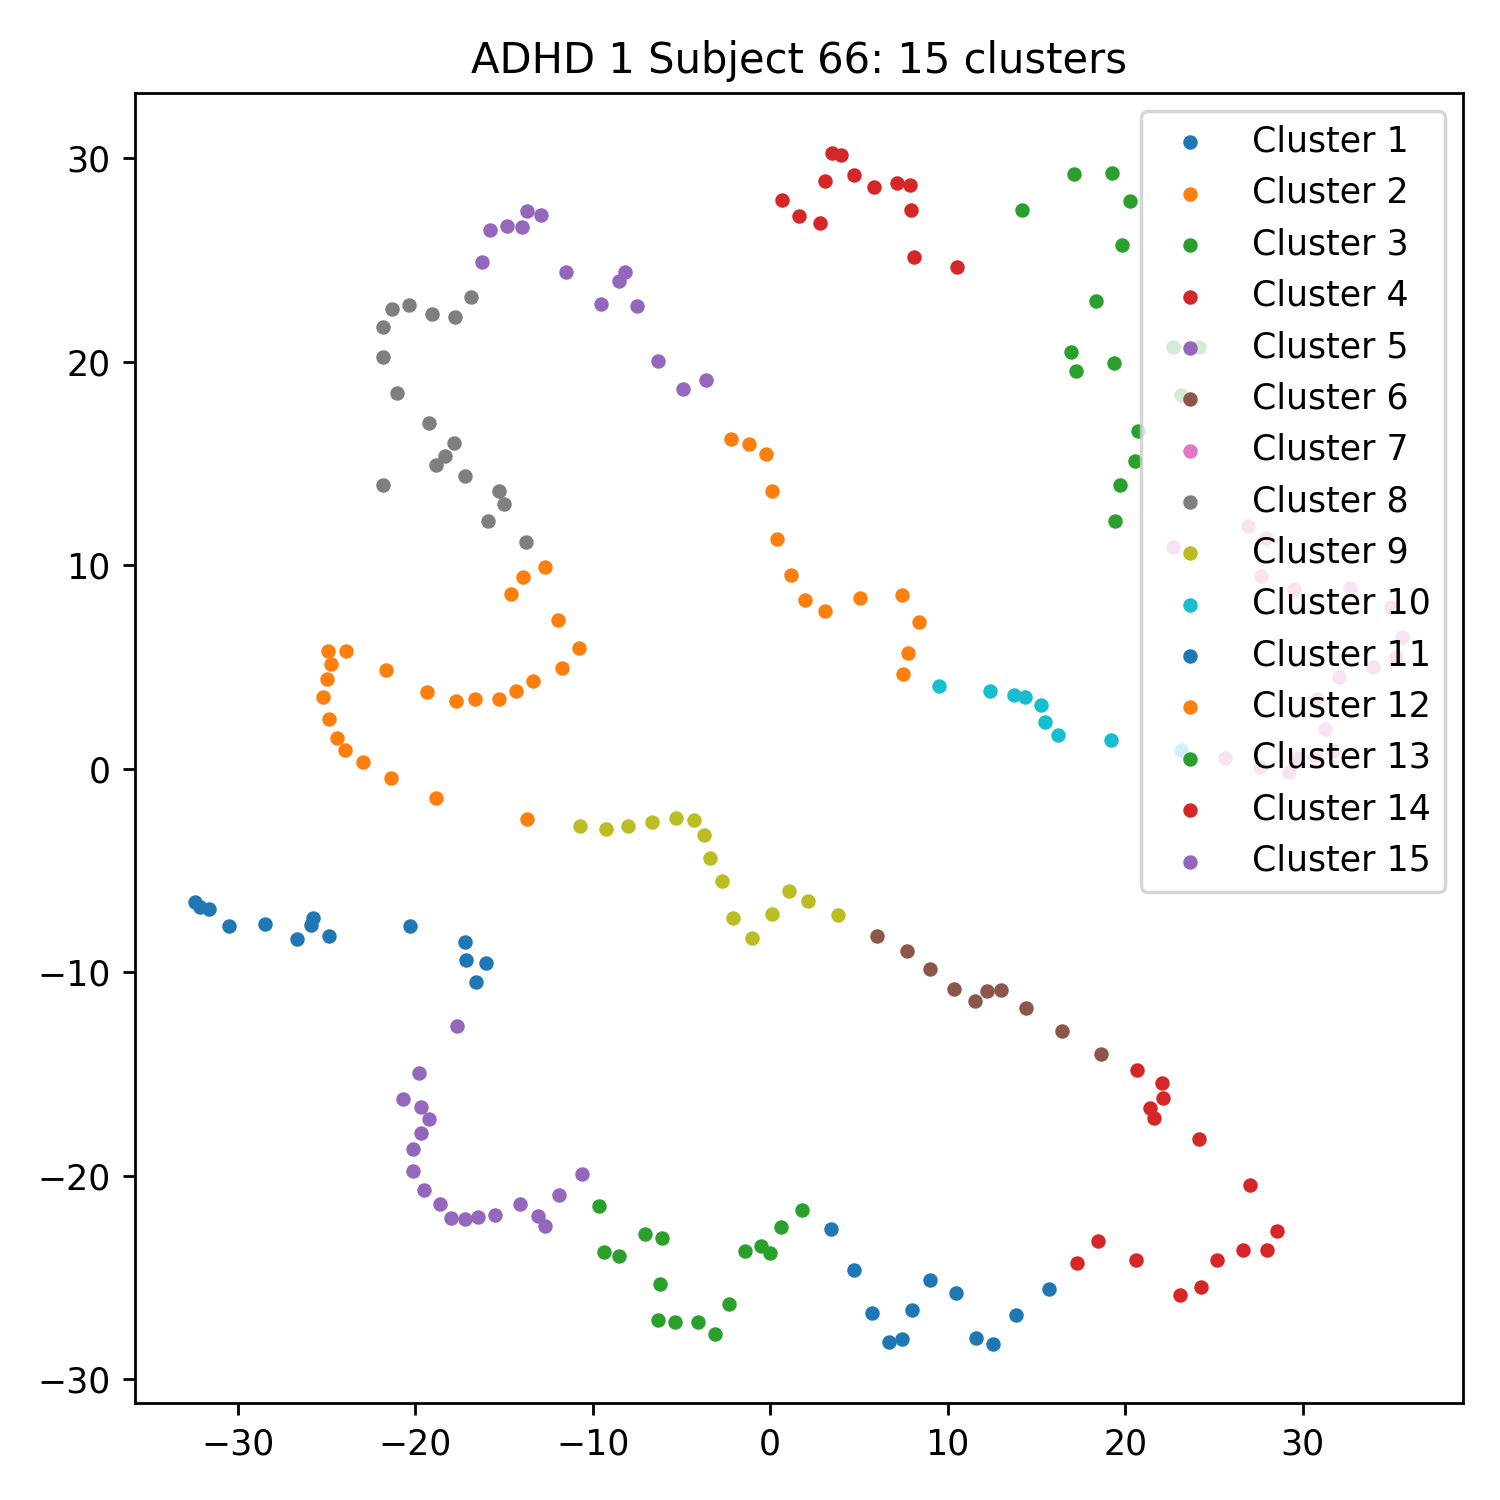 ADHD 1 Subject 66: 15 clusters
Cluster 1
Cluster 2
Cluster 3
Cluster 4
Cluster 5
Cluster 6
Cluster 7
Cluster 8
Cluster 9
Cluster 10
Cluster 11
Cluster 12
Cluster 13
Cluster 14
Cluster 15
30
20
10
0
−10
−20
−30
−30 −20 −10 0 10 20 30